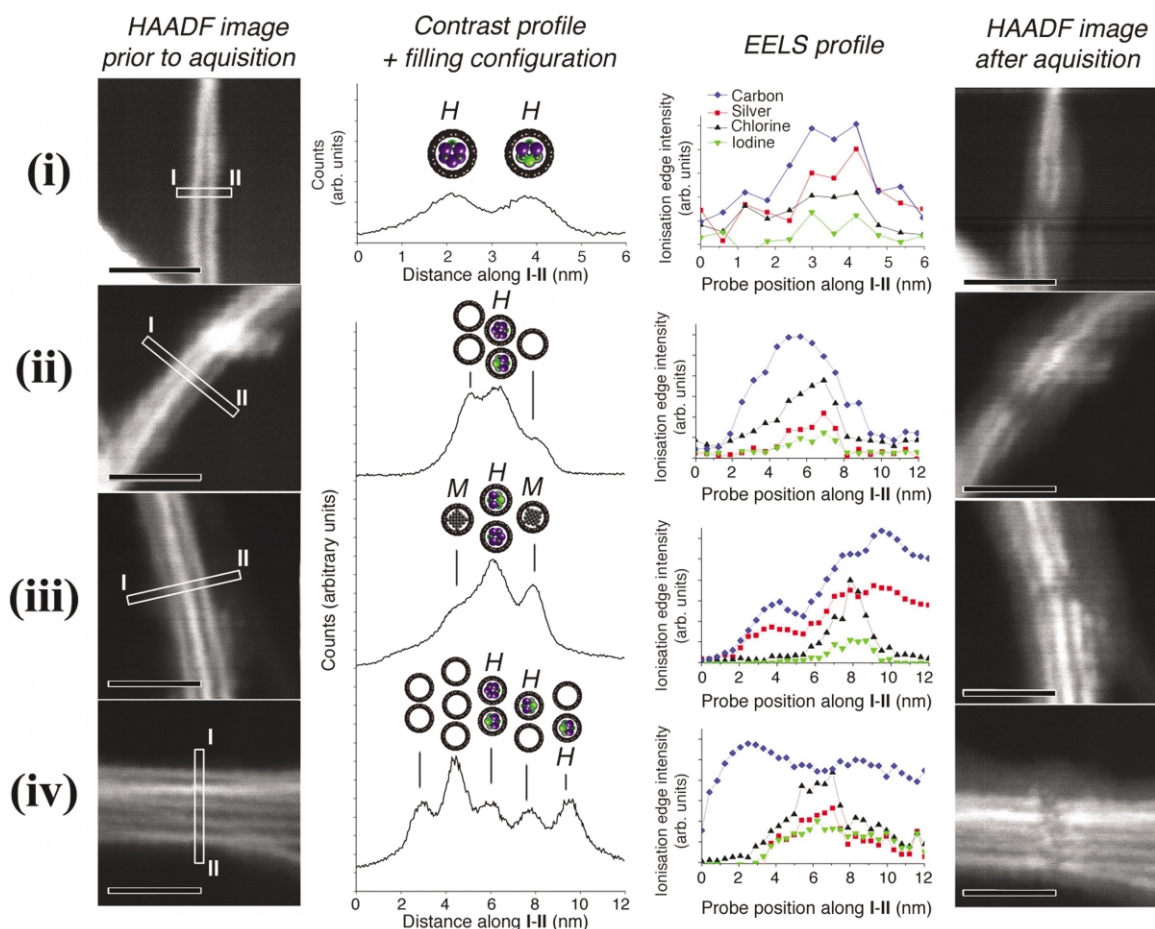 HAADF image
prior to aquisition
Contrast profile
+ filling configuration
EELS profile
HAADF image
after aquisition
(i)
I
II
Counts
(arb. units)
H
H
0
1
2
3
4
5
6
Distance along I-II (nm)
Ionisation edge intensity
(arb. units)
Carbon
Silver
Chlorine
Iodine
0
1
2
3
4
5
6
Probe position along I-II (nm)
(ii)
I
II
H
Ionisation edge intensity
(arb. units)
0
2
4
6
8
10
12
Probe position along I-II (nm)
(iii)
I
II
Counts (arbitrary units)
M
H
M
Ionisation edge intensity
(arb. units)
0
2
4
6
8
10
12
Probe position along I-II (nm)
(iv)
I
II
H
H
H
0
2
4
6
8
10
12
Distance along I-II (nm)
Ionisation edge intensity
(arb. units)
0
2
4
6
8
10
12
Probe position along I-II (nm)